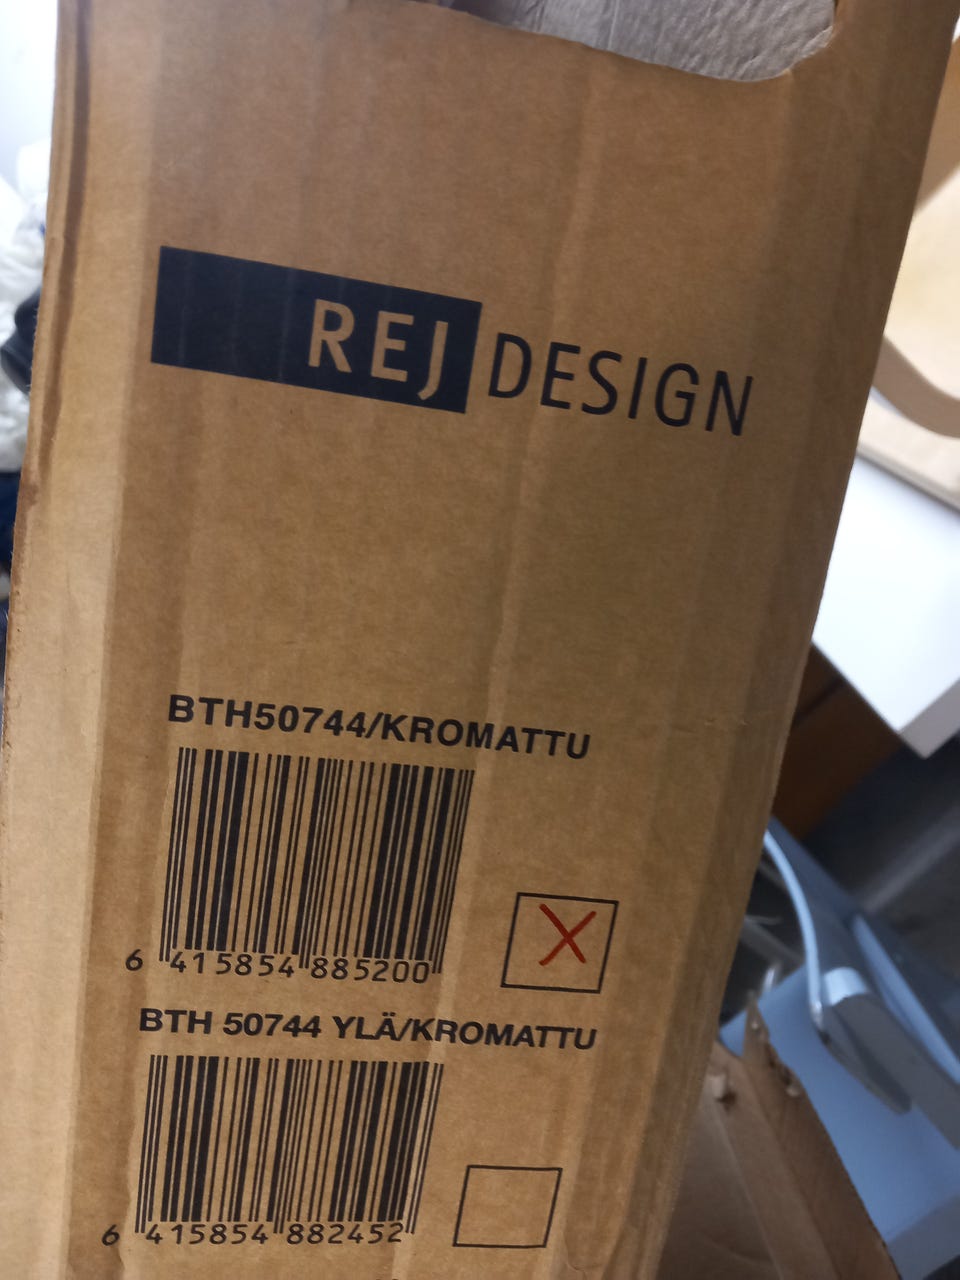 REJ DESIGN
BTH50744/KROMATTU
6 415854 885200
X
BTH 50744 YLÄ/KROMATTU
6 415854 882452